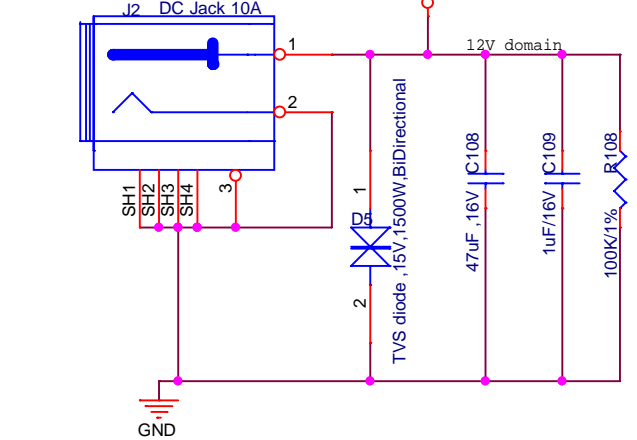 J2 DC Jack 10A
1
12V domain
2
SH1
SH2
SH3
SH4
3
1
D5
2
TVS diode ,15V,1500W,BiDirectional
C108
47uF ,16V
C109
1uF/16V
R108
100K/1%
GND